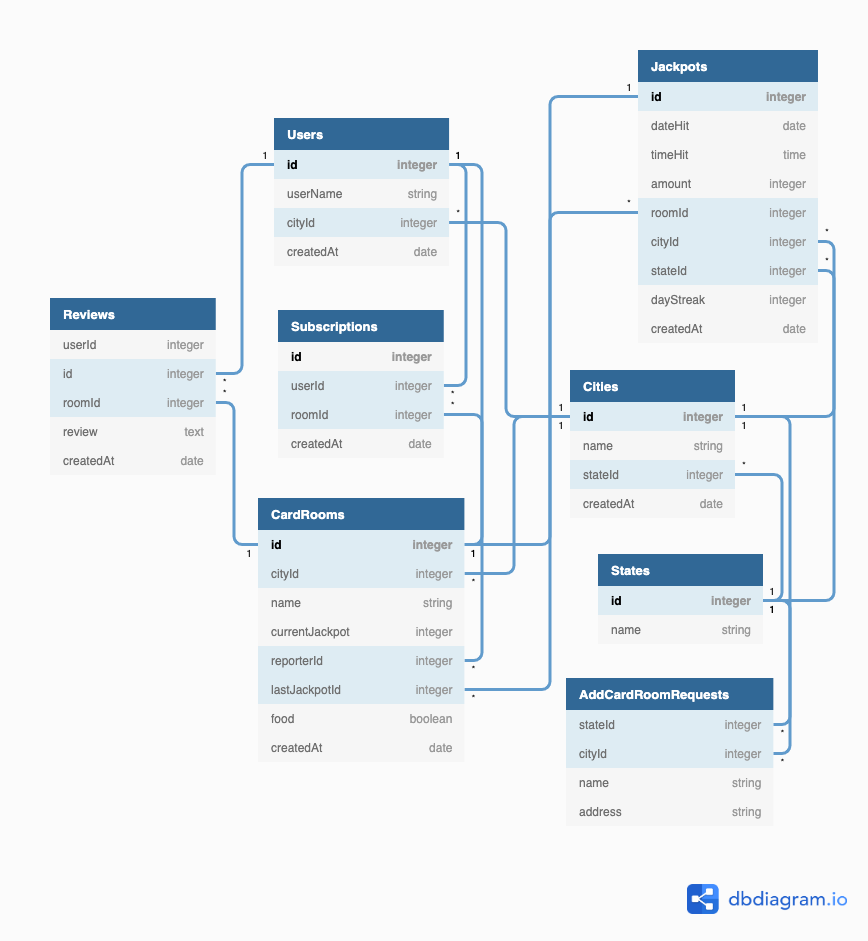 Jackpots
id integer
dateHit date
timeHit time
amount integer
roomId integer
cityId integer
stateId integer
dayStreak integer
createdAt date
1
*
*
*
Users
id integer
userName string
cityId integer
createdAt date
1
1
*
Reviews
userId integer
id integer
roomId integer
review text
createdAt date
*
*
Subscriptions
id integer
userId integer
roomId integer
createdAt date
*
*
Cities
id integer
name string
stateId integer
createdAt date
1
1
1
1
*
CardRooms
id integer
cityId integer
name string
currentJackpot integer
reporterId integer
lastJackpotId integer
food boolean
createdAt date
1
1
*
*
*
States
id integer
name string
1
1
AddCardRoomRequests
stateId integer
cityId integer
name string
address string
*
*
dbdiagram.io